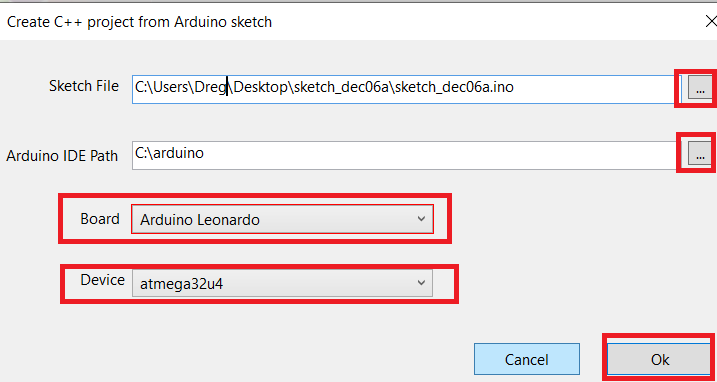 Create C++ project from Arduino sketch
Sketch File C:\Users\Dreg\Desktop\sketch_dec06a\sketch_dec06a.ino ...
Arduino IDE Path C:\arduino ...
Board Arduino Leonardo
Device atmega32u4
Cancel Ok